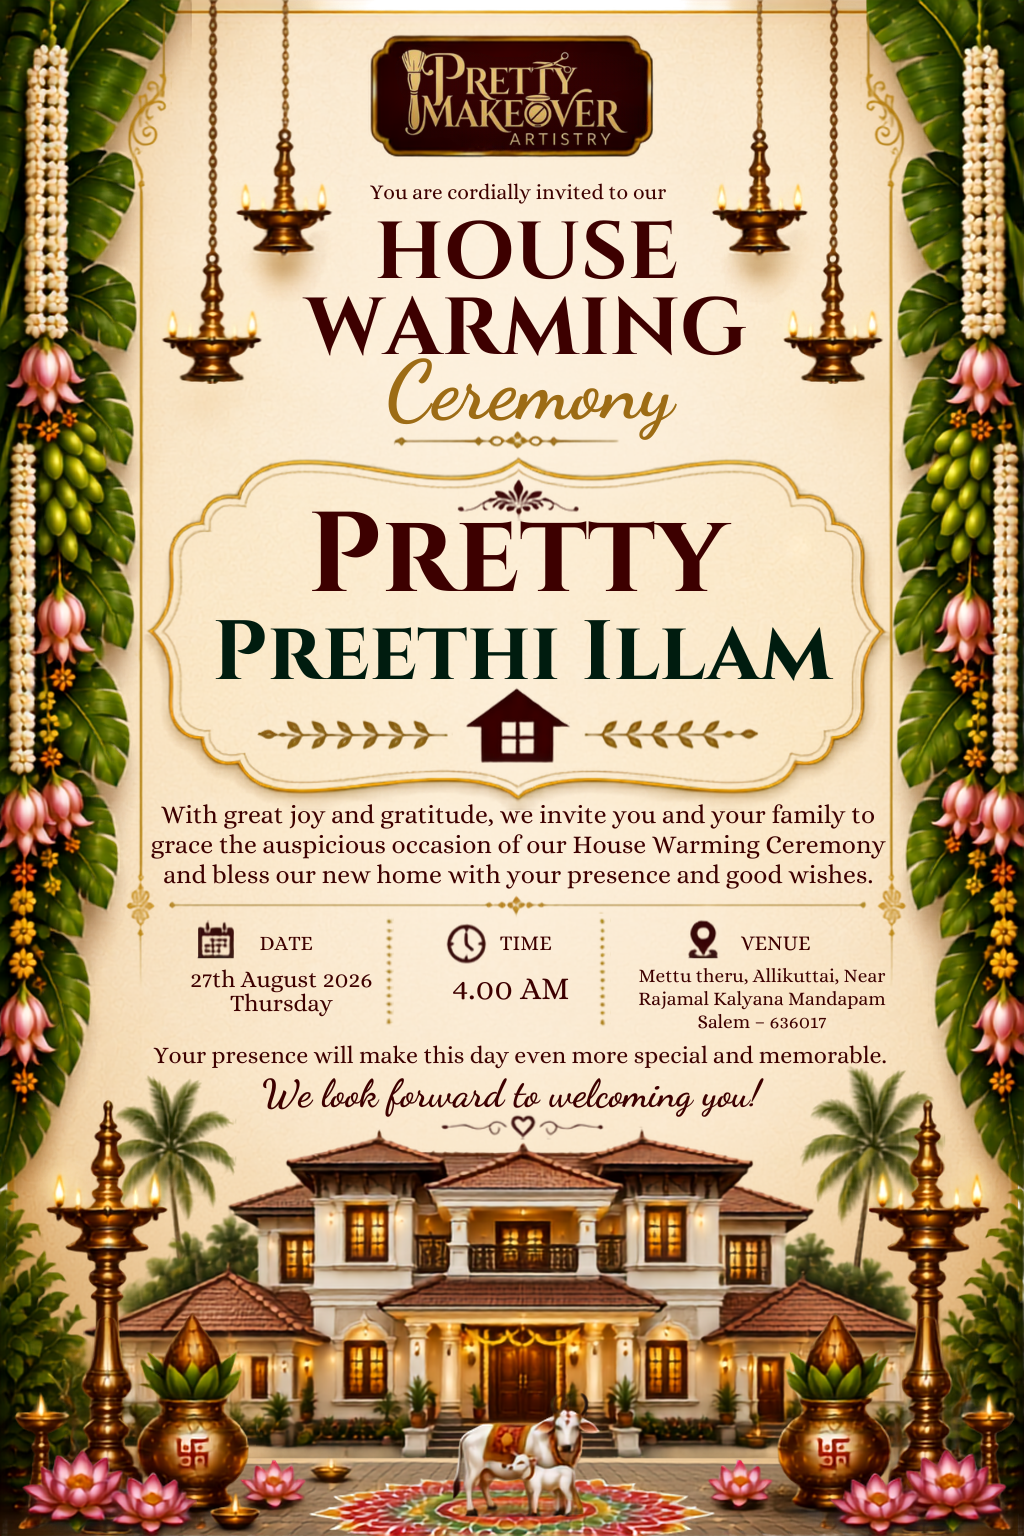 PRETTY
MAKEOVER
ARTISTRY
You are cordially invited to our
HOUSE
WARMING
Ceremony
PRETTY
PREETHI ILLAM
With great joy and gratitude, we invite you and your family to
grace the auspicious occasion of our House Warming Ceremony
and bless our new home with your presence and good wishes.
DATE
27th August 2026
Thursday
TIME
4.00 AM
VENUE
Mettu theru, Allikuttai, Near
Rajamal Kalyana Mandapam
Salem – 636017
Your presence will make this day even more special and memorable.
We look forward to welcoming you!